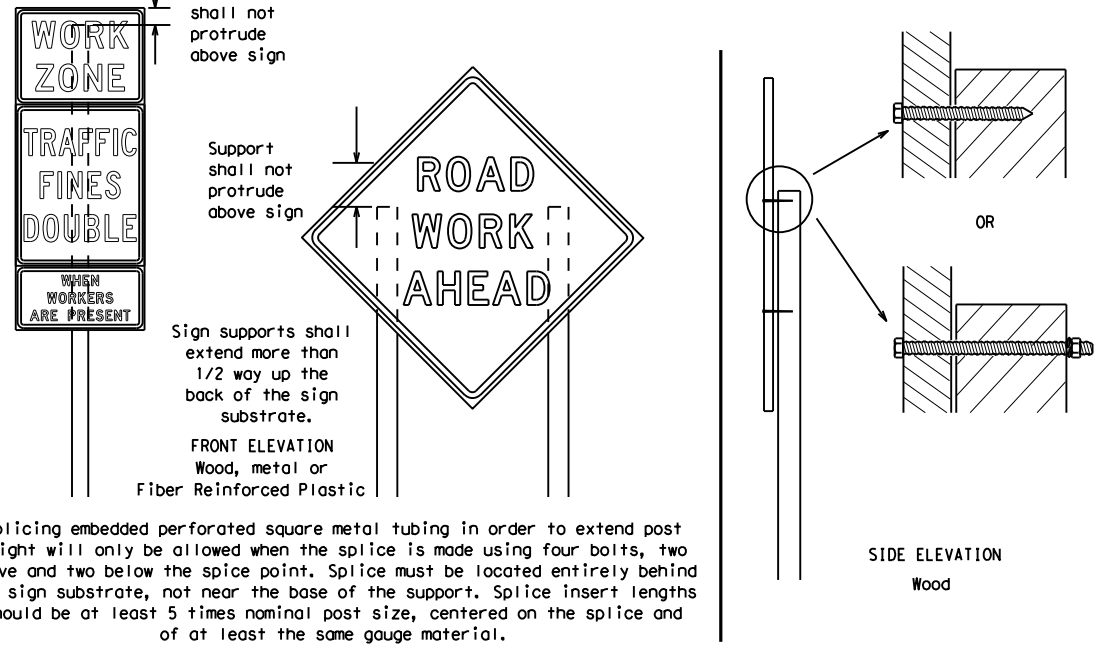 shall not
protrude
above sign
WORK
ZONE
TRAFFIC
FINES
DOUBLE
WHEN
WORKERS
ARE PRESENT
Support
shall not
protrude
above sign
ROAD
WORK
AHEAD
Sign supports shall
extend more than
1/2 way up the
back of the sign
substrate.
FRONT ELEVATION
Wood, metal or
Fiber Reinforced Plastic
OR
SIDE ELEVATION
Wood
plicing embedded perforated square metal tubing in order to extend post
ight will only be allowed when the splice is made using four bolts, two
ve and two below the spice point. Splice must be located entirely behind
sign substrate, not near the base of the support. Splice insert lengths
hould be at least 5 times nominal post size, centered on the splice and
of at least the same gauge material.